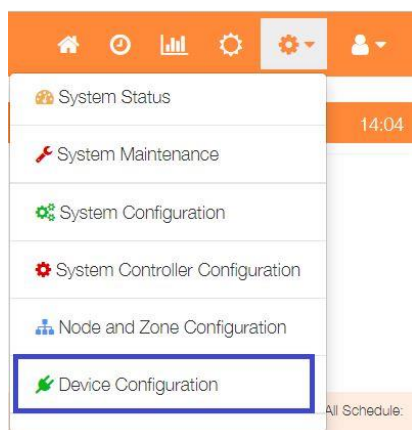 14:04
System Status
System Maintenance
System Configuration
System Controller Configuration
Node and Zone Configuration
Device Configuration
All Schedule: